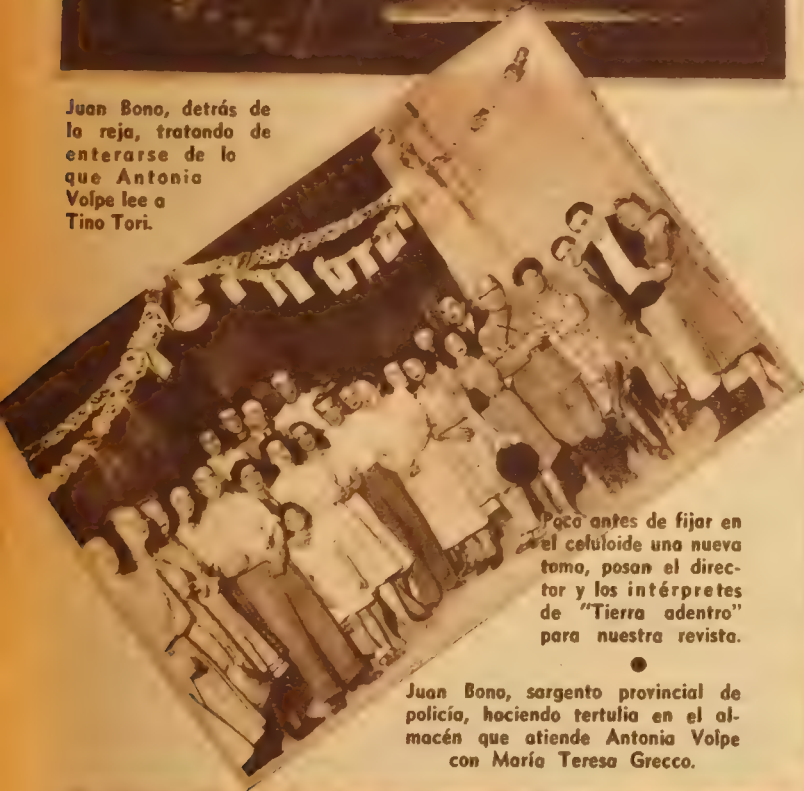 Juan Bono, detrás de
la reja, tratando de
enterarse de lo
que Antonia
Volpe lee a
Tino Tori.
Poco antes de fijar en
el celuloide una nueva
toma, posan el direc-
tor y los intérpretes
de "Tierra adentro"
para nuestra revista.
Juan Bono, sargento provincial de
policía, haciendo tertulia en el al-
macén que atiende Antonia Volpe
con María Teresa Grecco.